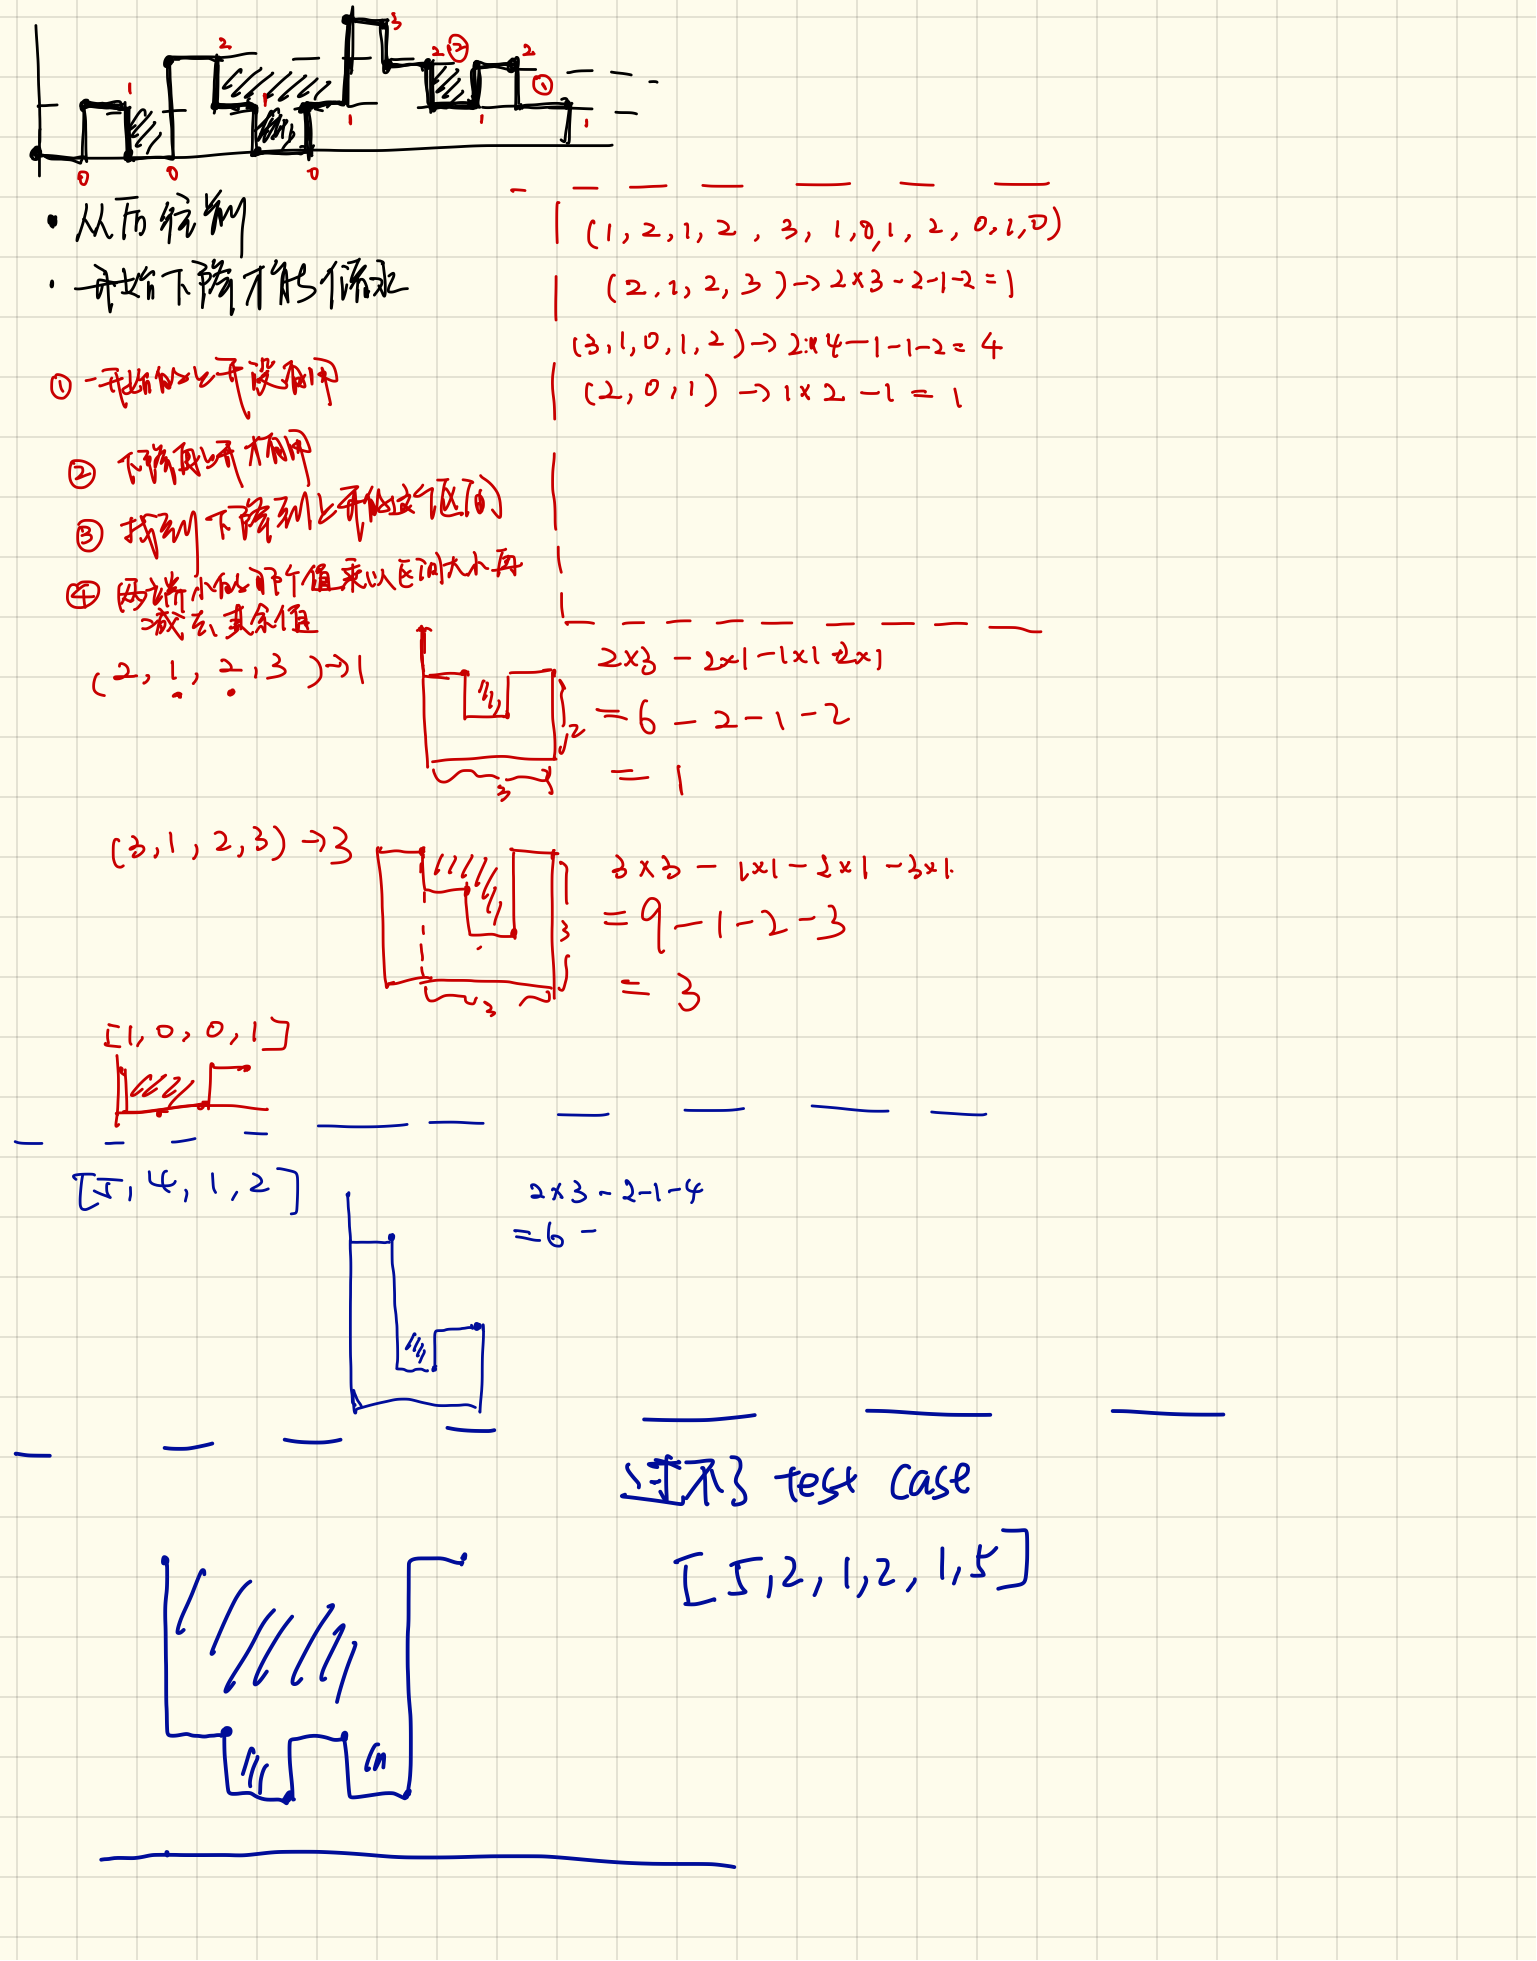 2
3
2 ② 2
①
1
1
1
1
1
0
0
0
· 从后往前
· 一开始下降才能储水
① 一开始的上升没有用
② 下降再上升才有用
③ 找到下降到上升的这个区间
④ 两端小的那个值乘以区间大小再
减去其余值
(2, 1, 2, 3) → 1
(1, 2, 1, 2, 3, 1, 0, 1, 2, 0, 1, 0)
(2, 1, 2, 3) → 2×3-2-1-2=1
(3, 1, 0, 1, 2) → 2×4-1-1-2=4
(2, 0, 1) → 1×2-1=1
2×3-2×1-1×1-2×1
=6-2-1-2
=1
2
3
(3, 1, 2, 3) → 3
3×3-1×1-2×1-3×1
=9-1-2-3
=3
3
3
[1, 0, 0, 1]
[5, 4, 1, 2]
2×3-2-1-4
=6-
过不了 test case
[5, 2, 1, 2, 1, 5]